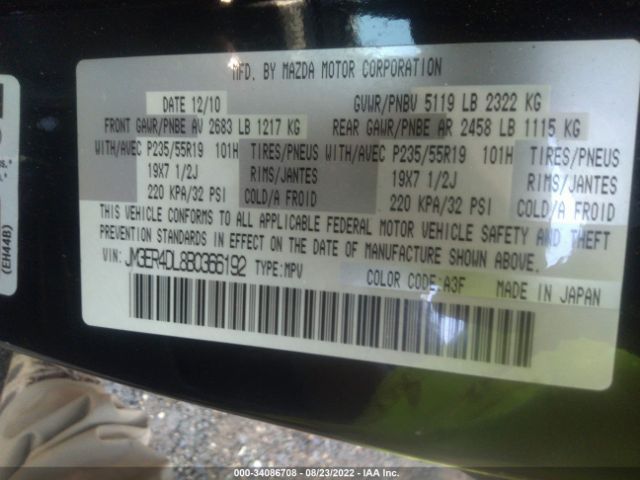 MFD. BY MAZDA MOTOR CORPORATION
DATE 12/10 GVWR/PNBV 5119 LB 2322 KG
FRONT GAWR/PNBE AV 2683 LB 1217 KG REAR GAWR/PNBE AR 2458 LB 1115 KG
WITH/AVEC P235/55R19 101H TIRES/PNEUS WITH/AVEC P235/55R19 101H TIRES/PNEUS
19X7 1/2J RIMS/JANTES 19X7 1/2J RIMS/JANTES
220 KPA/32 PSI COLD/A FROID 220 KPA/32 PSI COLD/A FROID
THIS VEHICLE CONFORMS TO ALL APPLICABLE FEDERAL MOTOR VEHICLE SAFETY AND THEFT
PREVENTION STANDARDS IN EFFECT ON THE DATE OF MANUFACTURE SHOWN ABOVE.
VIN: JM3ER4DL8B0366192 TYPE:MPV COLOR CODE:A3F MADE IN JAPAN
(EH44B)
000-34086708 - 08/23/2022 - IAA Inc.